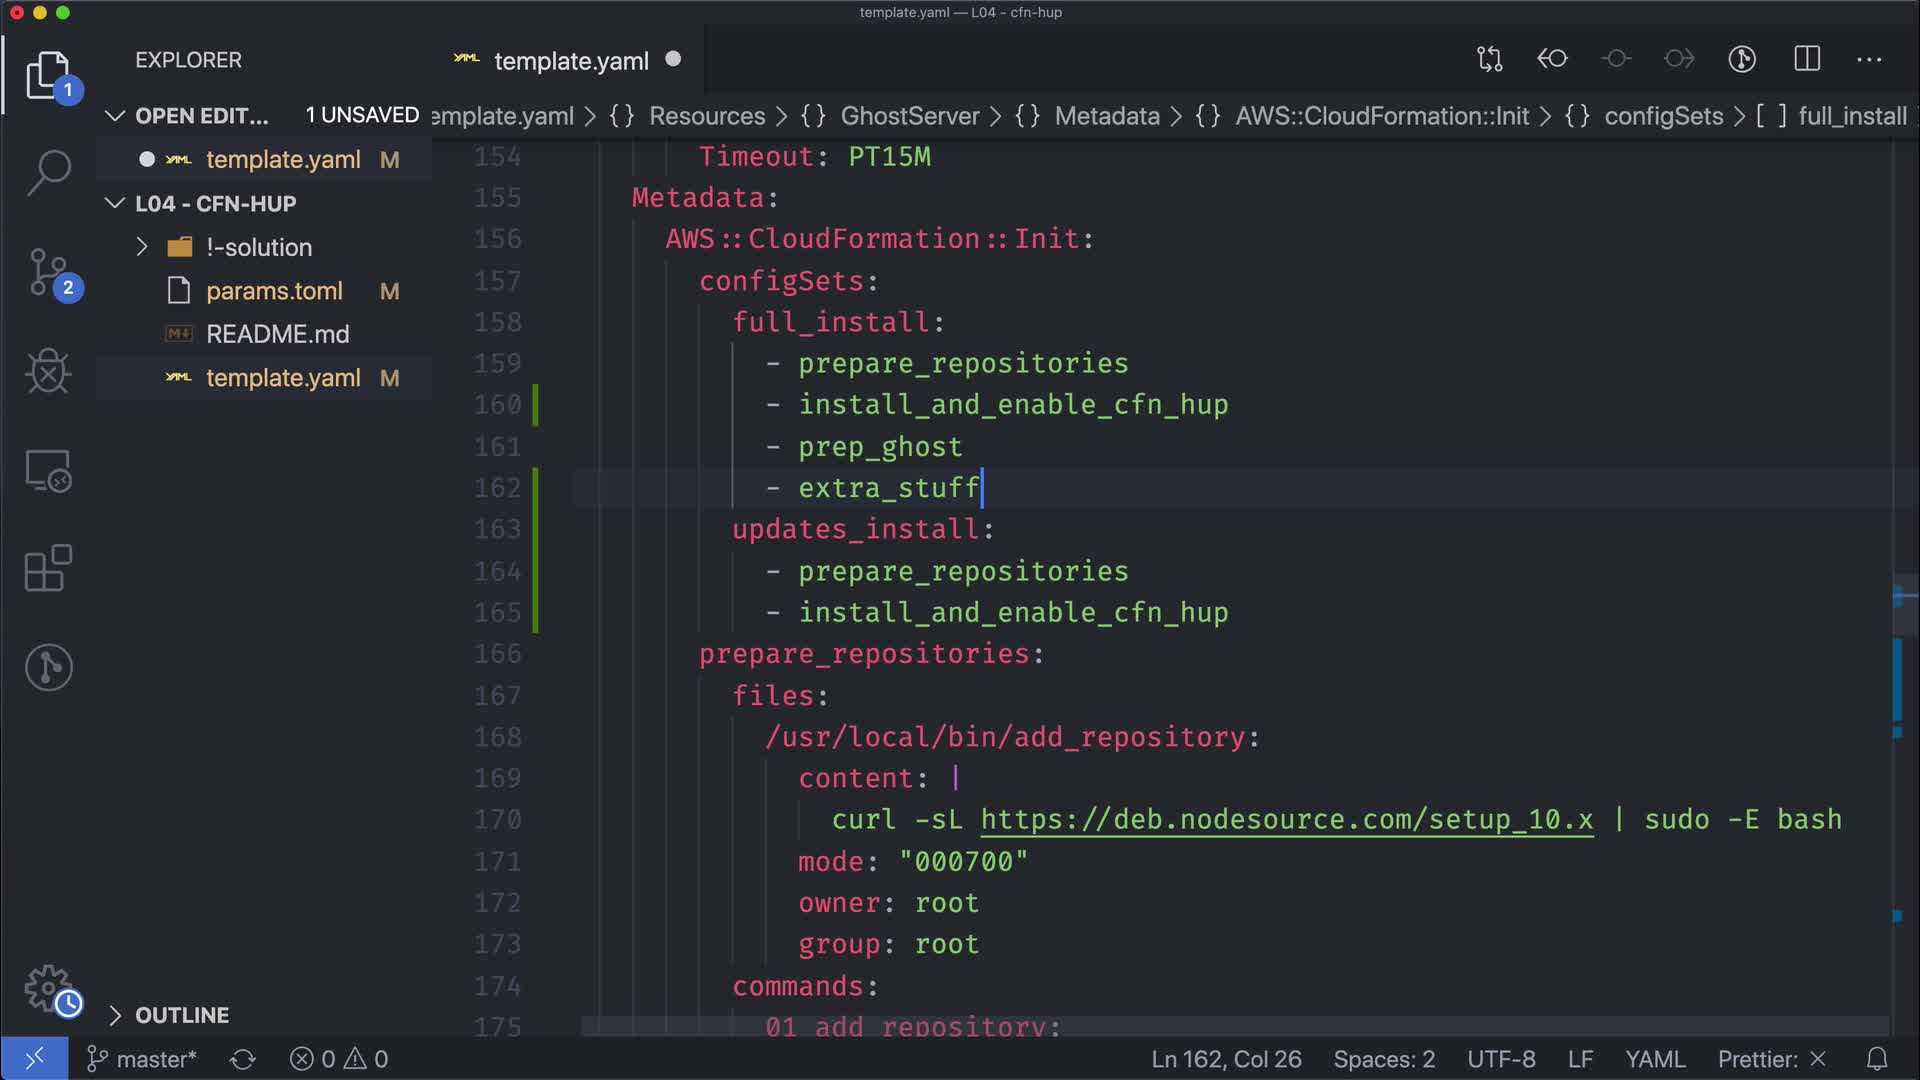 template.yaml — L04 - cfn-hup
EXPLORER
template.yaml
1
OPEN EDIT... 1 UNSAVED
emplate.yaml > {} Resources > {} GhostServer > {} Metadata > {} AWS::CloudFormation::Init > {} configSets > [ ] full_install
template.yaml M
L04 - CFN-HUP
!-solution
2
params.toml M
README.md
template.yaml M
154 Timeout: PT15M
155 Metadata:
156 AWS::CloudFormation::Init:
157 configSets:
158 full_install:
159 - prepare_repositories
160 - install_and_enable_cfn_hup
161 - prep_ghost
162 - extra_stuff
163 updates_install:
164 - prepare_repositories
165 - install_and_enable_cfn_hup
166 prepare_repositories:
167 files:
168 /usr/local/bin/add_repository:
169 content: |
170 curl -sL https://deb.nodesource.com/setup_10.x | sudo -E bash
171 mode: "000700"
172 owner: root
173 group: root
174 commands:
175 01_add_repository:
OUTLINE
master* 0 0 Ln 162, Col 26 Spaces: 2 UTF-8 LF YAML Prettier: ×